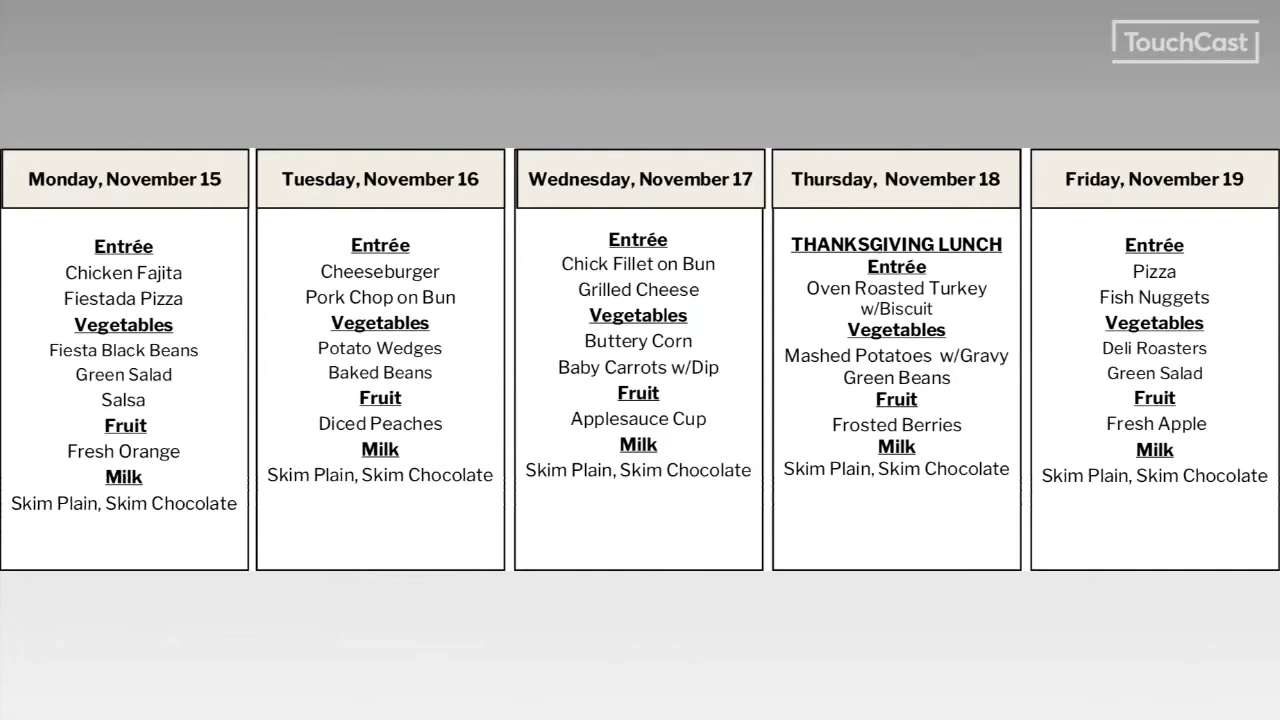 TouchCast
Monday, November 15
Entrée
Chicken Fajita
Fiestada Pizza
Vegetables
Fiesta Black Beans
Green Salad
Salsa
Fruit
Fresh Orange
Milk
Skim Plain, Skim Chocolate
Tuesday, November 16
Entrée
Cheeseburger
Pork Chop on Bun
Vegetables
Potato Wedges
Baked Beans
Fruit
Diced Peaches
Milk
Skim Plain, Skim Chocolate
Wednesday, November 17
Entrée
Chick Fillet on Bun
Grilled Cheese
Vegetables
Buttery Corn
Baby Carrots w/Dip
Fruit
Applesauce Cup
Milk
Skim Plain, Skim Chocolate
Thursday, November 18
THANKSGIVING LUNCH
Entrée
Oven Roasted Turkey
w/Biscuit
Vegetables
Mashed Potatoes w/Gravy
Green Beans
Fruit
Frosted Berries
Milk
Skim Plain, Skim Chocolate
Friday, November 19
Entrée
Pizza
Fish Nuggets
Vegetables
Deli Roasters
Green Salad
Fruit
Fresh Apple
Milk
Skim Plain, Skim Chocolate